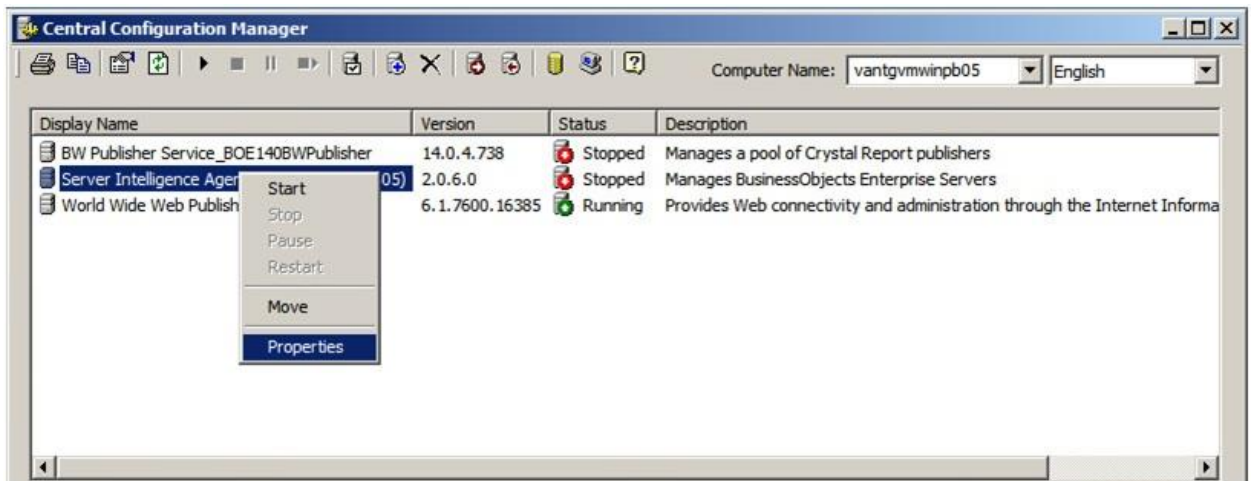 Central Configuration Manager
Computer Name: vantgvmwinpb05 English
Display Name Version Status Description
BW Publisher Service_BOE140BWPublisher 14.0.4.738 Stopped Manages a pool of Crystal Report publishers
Server Intelligence Agen 05) 2.0.6.0 Stopped Manages BusinessObjects Enterprise Servers
World Wide Web Publish 6.1.7600.16385 Running Provides Web connectivity and administration through the Internet Informa
Start
Stop
Pause
Restart
Move
Properties